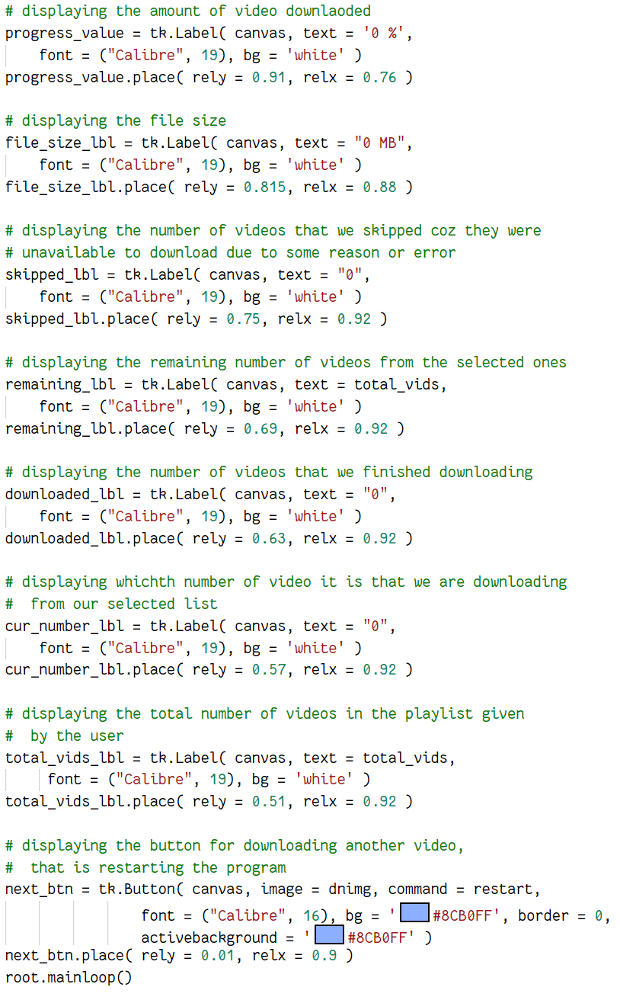 # displaying the amount of video downlaoded
progress_value = tk.Label( canvas, text = '0 %',
    font = ("Calibre", 19), bg = 'white' )
progress_value.place( rely = 0.91, relx = 0.76 )

# displaying the file size
file_size_lbl = tk.Label( canvas, text = "0 MB",
    font = ("Calibre", 19), bg = 'white' )
file_size_lbl.place( rely = 0.815, relx = 0.88 )

# displaying the number of videos that we skipped coz they were
# unavailable to download due to some reason or error
skipped_lbl = tk.Label( canvas, text = "0",
    font = ("Calibre", 19), bg = 'white' )
skipped_lbl.place( rely = 0.75, relx = 0.92 )

# displaying the remaining number of videos from the selected ones
remaining_lbl = tk.Label( canvas, text = total_vids,
    font = ("Calibre", 19), bg = 'white' )
remaining_lbl.place( rely = 0.69, relx = 0.92 )

# displaying the number of videos that we finished downloading
downloaded_lbl = tk.Label( canvas, text = "0",
    font = ("Calibre", 19), bg = 'white' )
downloaded_lbl.place( rely = 0.63, relx = 0.92 )

# displaying whichth number of video it is that we are downloading
#  from our selected list
cur_number_lbl = tk.Label( canvas, text = "0",
    font = ("Calibre", 19), bg = 'white' )
cur_number_lbl.place( rely = 0.57, relx = 0.92 )

# displaying the total number of videos in the playlist given
#  by the user
total_vids_lbl = tk.Label( canvas, text = total_vids,
     font = ("Calibre", 19), bg = 'white' )
total_vids_lbl.place( rely = 0.51, relx = 0.92 )

# displaying the button for downloading another video,
#  that is restarting the program
next_btn = tk.Button( canvas, image = dnimg, command = restart,
                font = ("Calibre", 16), bg = '#8CB0FF', border = 0,
                activebackground = '#8CB0FF' )
next_btn.place( rely = 0.01, relx = 0.9 )
root.mainloop()